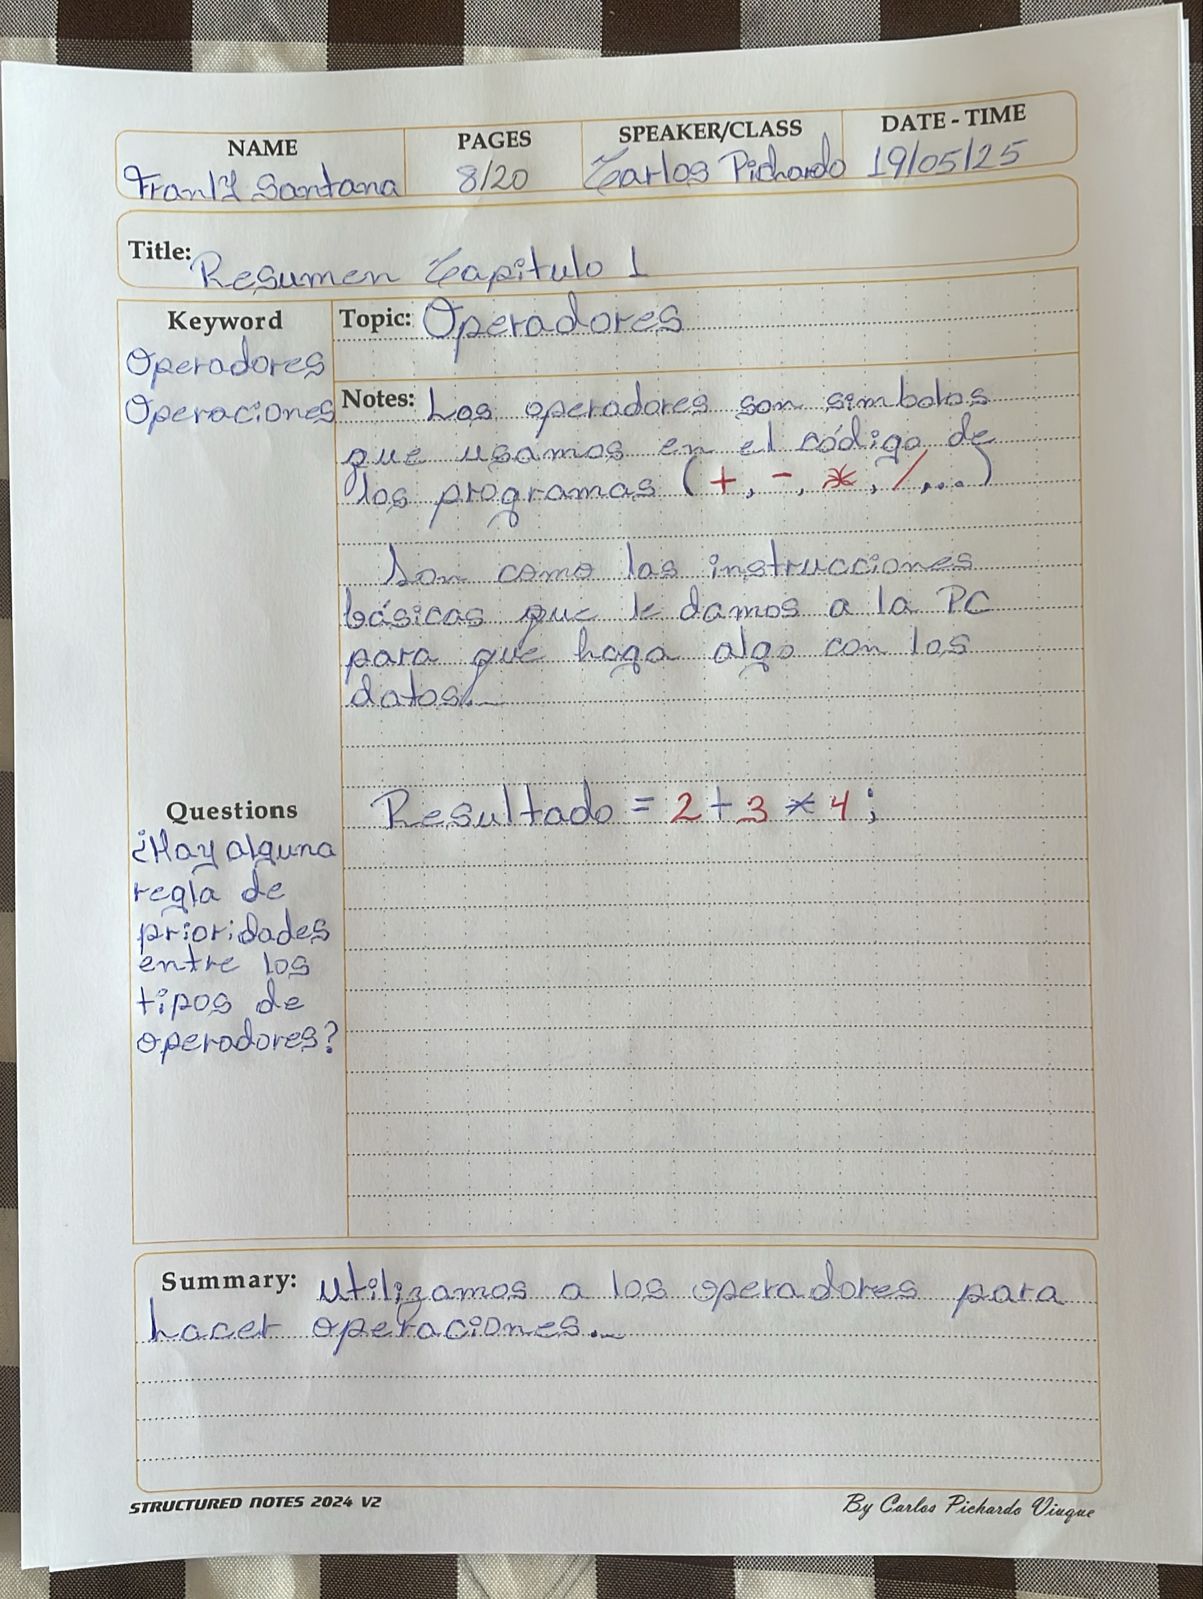 NAME PAGES SPEAKER/CLASS DATE - TIME
Franly Santana 8/20 Carlos Pichardo 19/05/25
Title: Resumen Capitulo 1
Keyword
Operadores
Operaciones
Topic: Operadores
Notes: Los operadores son simbolos
que usamos en el código de
los programas (+, -, *, /,...)
Son como las instrucciones
básicas que le damos a la PC
para que haga algo con los
datos.
Resultado = 2 + 3 * 4;
Questions
¿Hay alguna
regla de
prioridades
entre los
tipos de
operadores?
Summary: Utilizamos a los operadores para
hacer operaciones.
STRUCTURED NOTES 2024 V2
By Carlos Pichardo Viuque